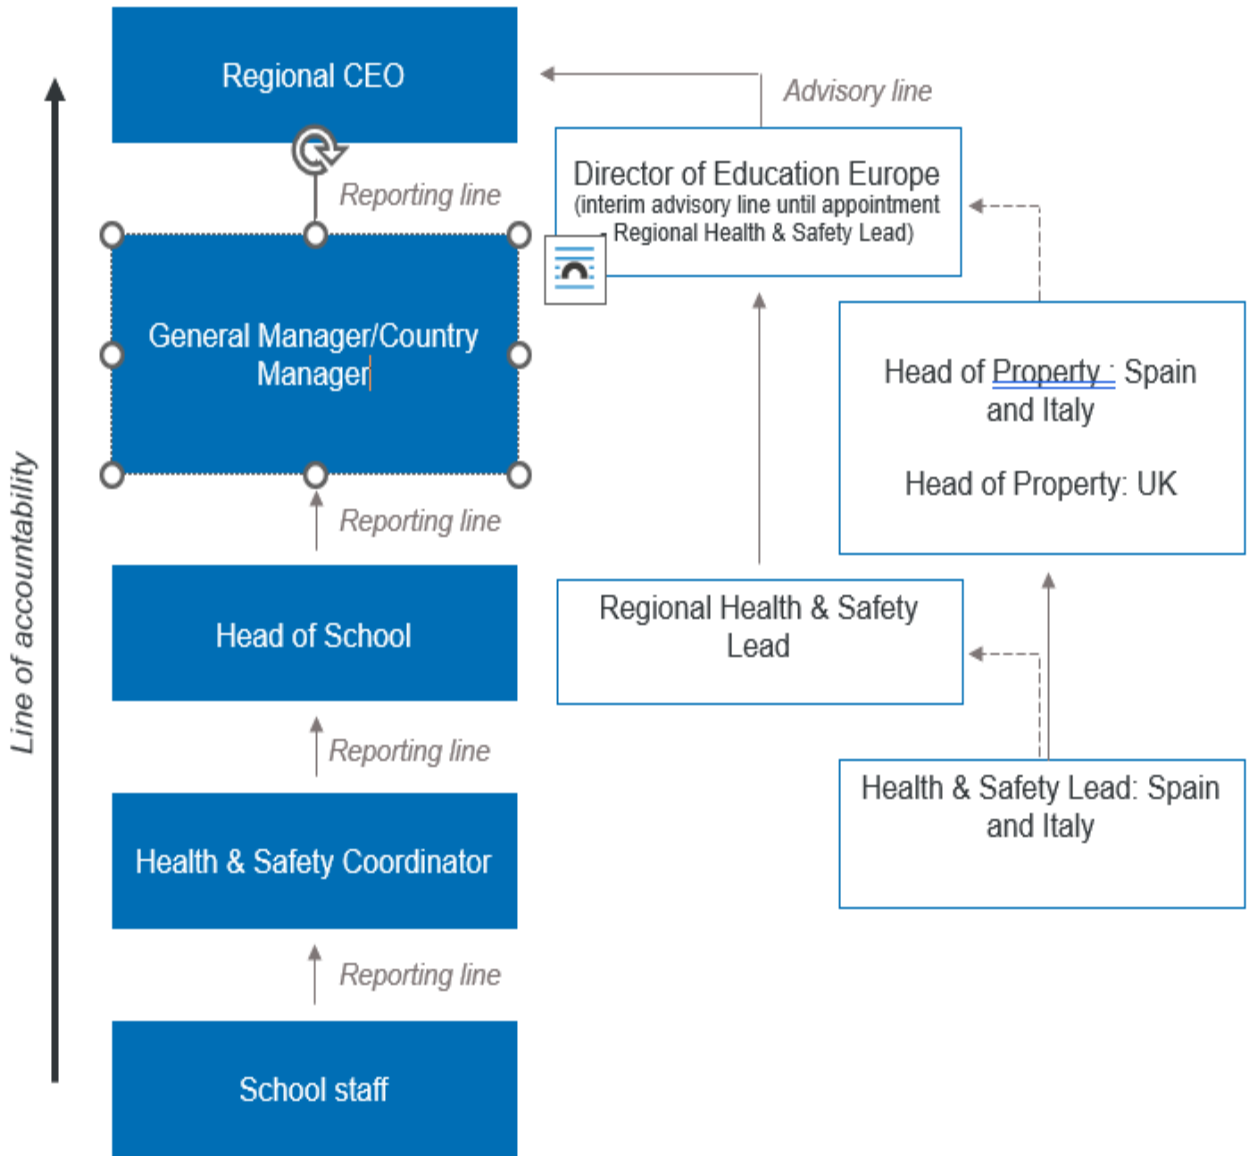 Regional CEO
Advisory line
Director of Education Europe
(interim advisory line until appointment
- Regional Health & Safety Lead)
Reporting line
General Manager/Country
Manager
Head of Property : Spain
and Italy
Head of Property: UK
Line of accountability
Reporting line
Head of School
Regional Health & Safety
Lead
Reporting line
Health & Safety Lead: Spain
and Italy
Health & Safety Coordinator
Reporting line
School staff